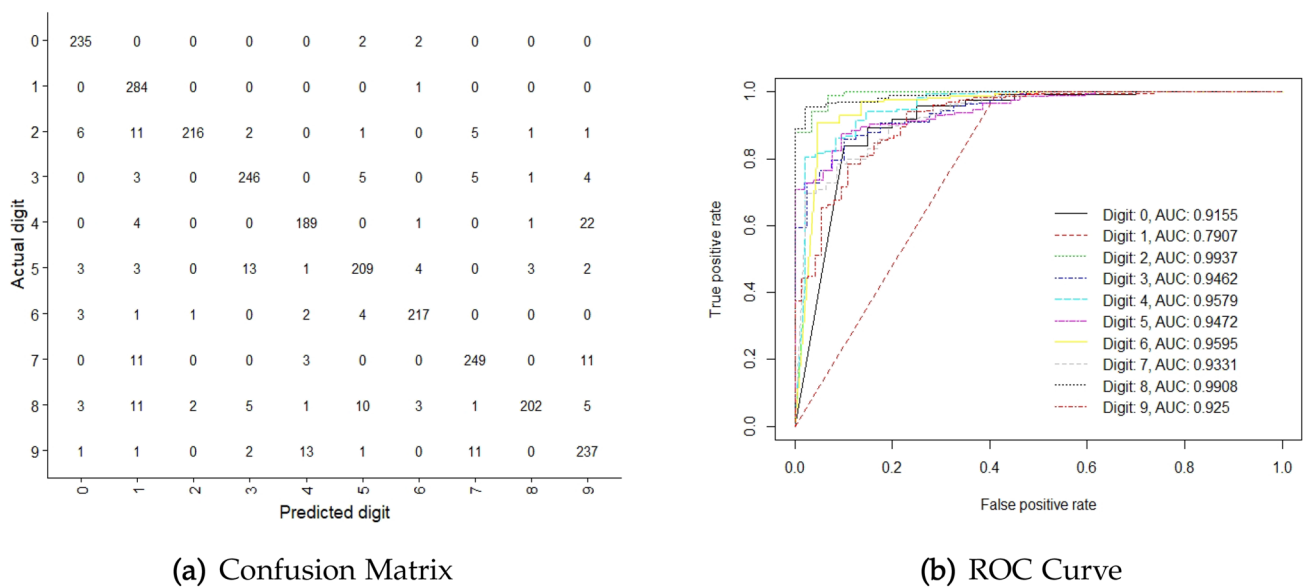 Actual digit
0 235 0 0 0 0 2 2 0 0 0
1 0 284 0 0 0 0 1 0 0 0
2 6 11 216 2 0 1 0 5 1 1
3 0 3 0 246 0 5 0 5 1 4
4 0 4 0 0 189 0 1 0 1 22
5 3 3 0 13 1 209 4 0 3 2
6 3 1 1 0 2 4 217 0 0 0
7 0 11 0 0 3 0 0 249 0 11
8 3 11 2 5 1 10 3 1 202 5
9 1 1 0 2 13 1 0 11 0 237
0 1 2 3 4 5 6 7 8 9
Predicted digit
(a) Confusion Matrix
True positive rate
1.0
0.8
0.6
0.4
0.2
0.0
Digit: 0, AUC: 0.9155
Digit: 1, AUC: 0.7907
Digit: 2, AUC: 0.9937
Digit: 3, AUC: 0.9462
Digit: 4, AUC: 0.9579
Digit: 5, AUC: 0.9472
Digit: 6, AUC: 0.9595
Digit: 7, AUC: 0.9331
Digit: 8, AUC: 0.9908
Digit: 9, AUC: 0.925
0.0 0.2 0.4 0.6 0.8 1.0
False positive rate
(b) ROC Curve